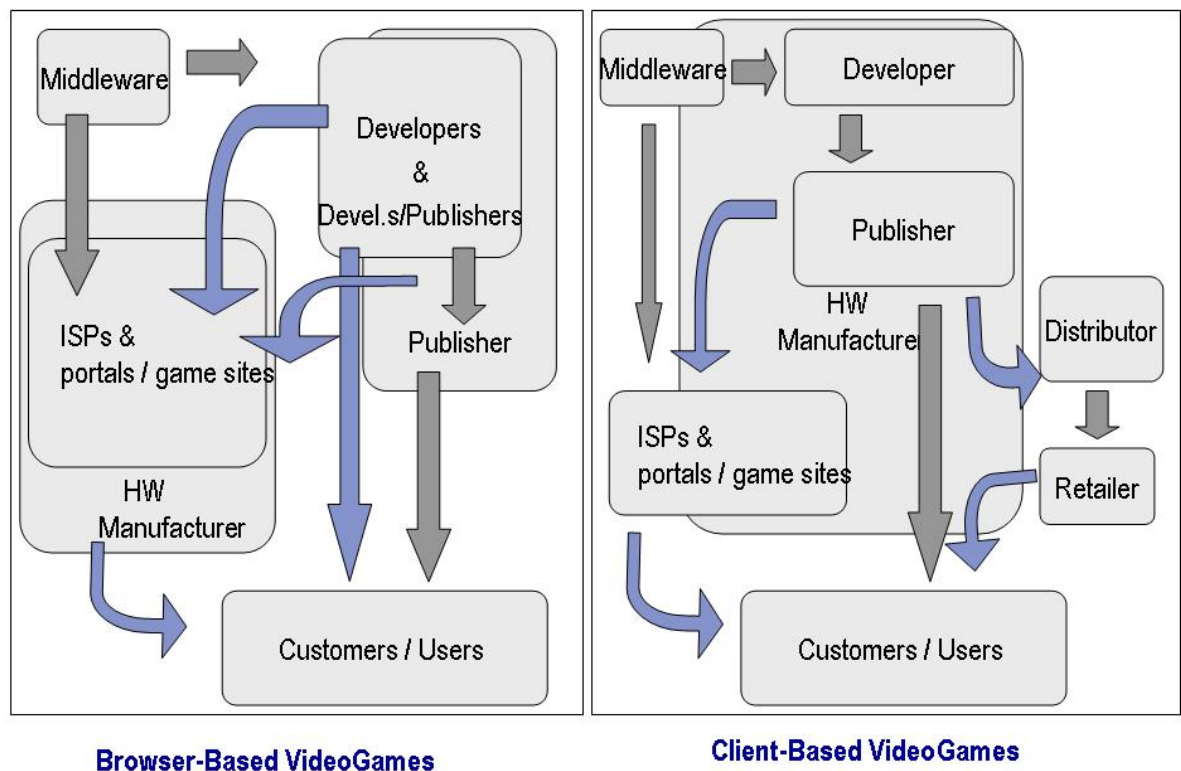 Middleware
Developers
&
Devel.s/Publishers
ISPs &
portals / game sites
Publisher
HW
Manufacturer
Customers / Users
Browser-Based VideoGames
Middleware
Developer
Publisher
HW
Manufacturer
Distributor
ISPs &
portals / game sites
Retailer
Customers / Users
Client-Based VideoGames